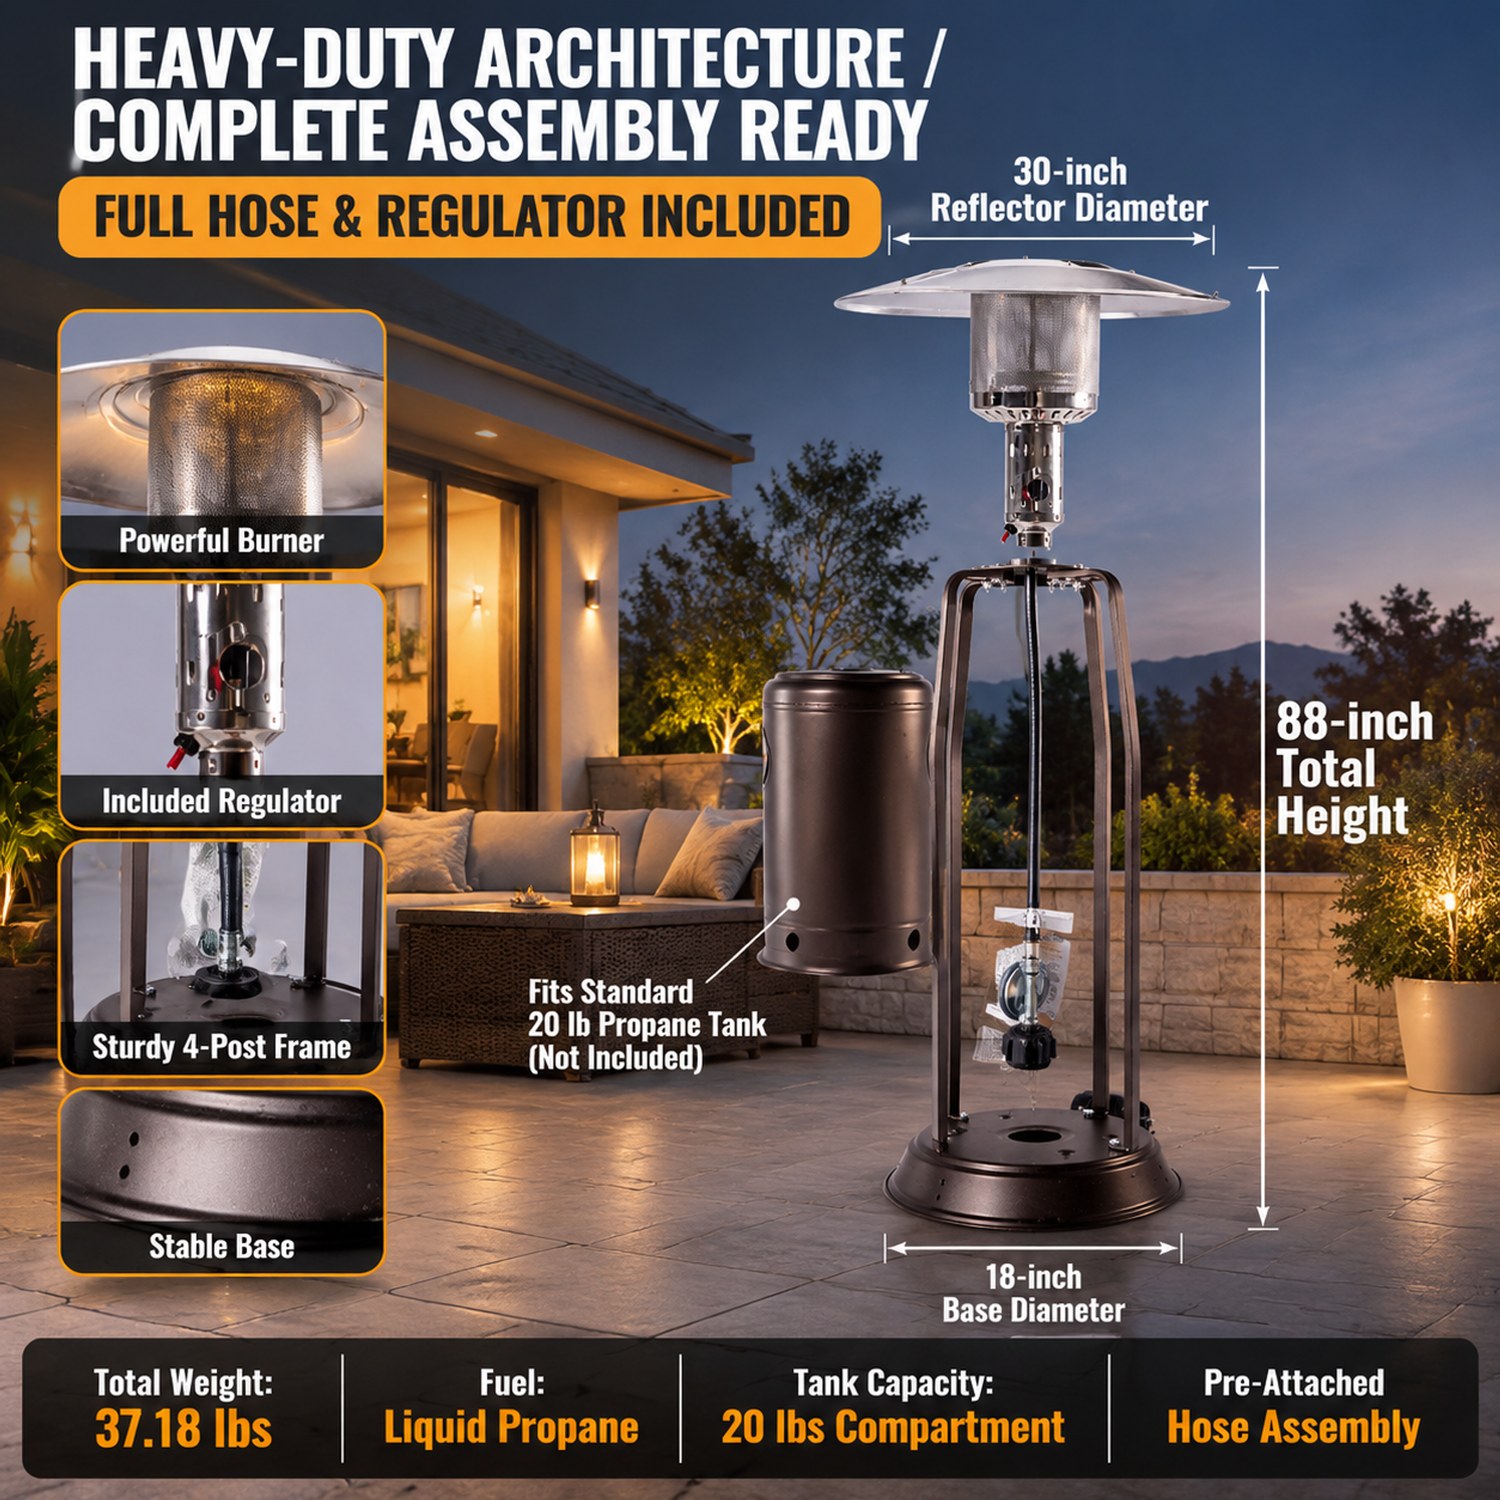 HEAVY-DUTY ARCHITECTURE /
COMPLETE ASSEMBLY READY
FULL HOSE & REGULATOR INCLUDED
30-inch
Reflector Diameter
Powerful Burner
Included Regulator
88-inch
Total
Height
Fits Standard
20 lb Propane Tank
(Not Included)
Sturdy 4-Post Frame
Stable Base
18-inch
Base Diameter
Total Weight:
37.18 lbs
Fuel:
Liquid Propane
Tank Capacity:
20 lbs Compartment
Pre-Attached
Hose Assembly